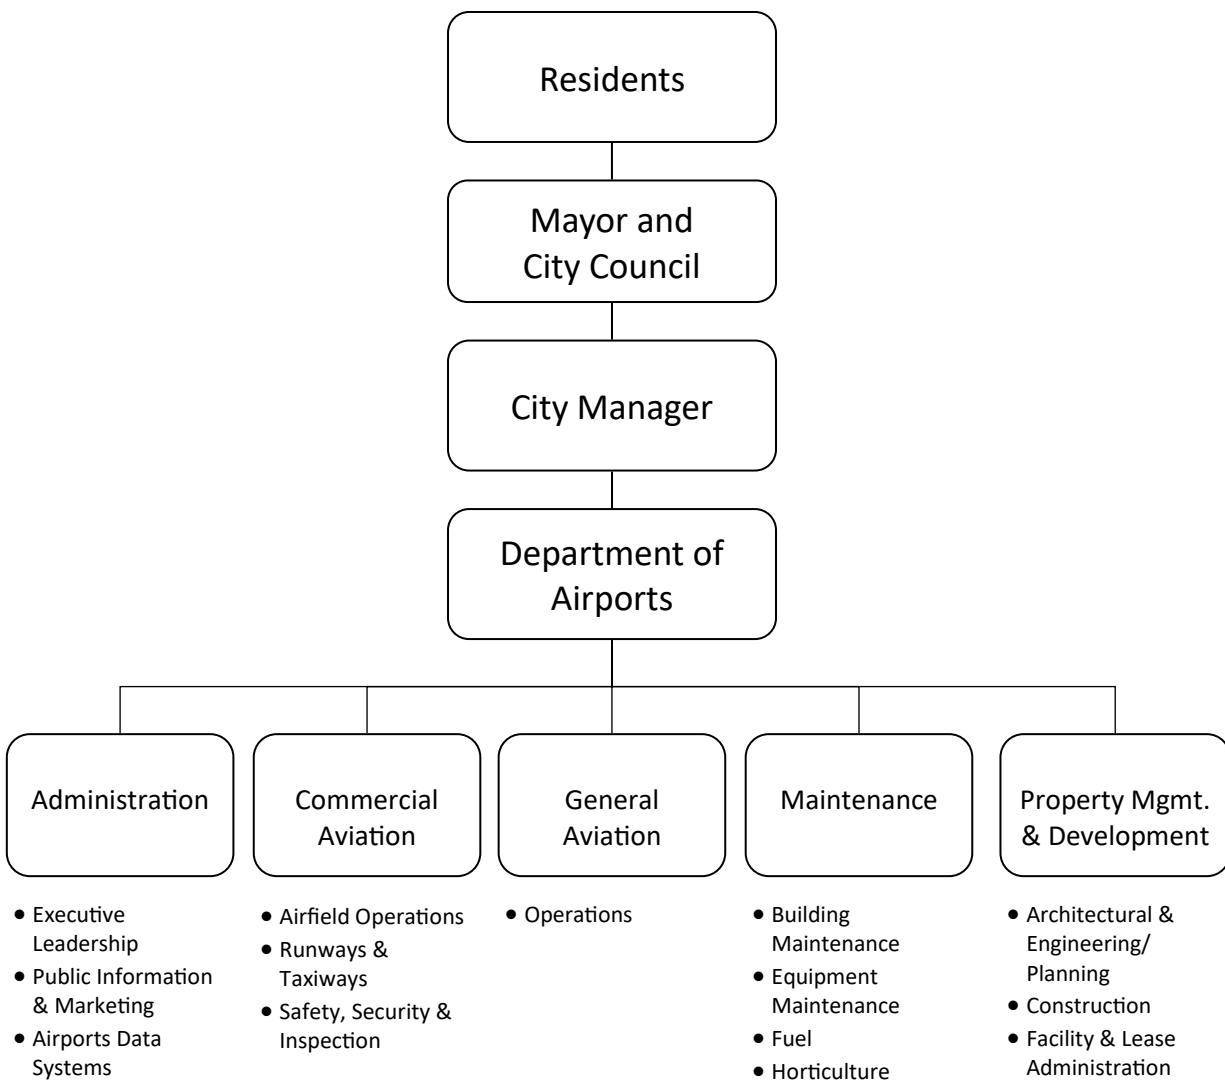 Residents
Mayor and
City Council
City Manager
Department of
Airports
Administration
Commercial
Aviation
General
Aviation
Maintenance
Property Mgmt.
& Development
• Executive
Leadership
• Public Information
& Marketing
• Airports Data
Systems
• Airfield Operations
• Runways &
Taxiways
• Safety, Security &
Inspection
• Operations
• Building
Maintenance
• Equipment
Maintenance
• Fuel
• Horticulture
• Architectural &
Engineering/
Planning
• Construction
• Facility & Lease
Administration